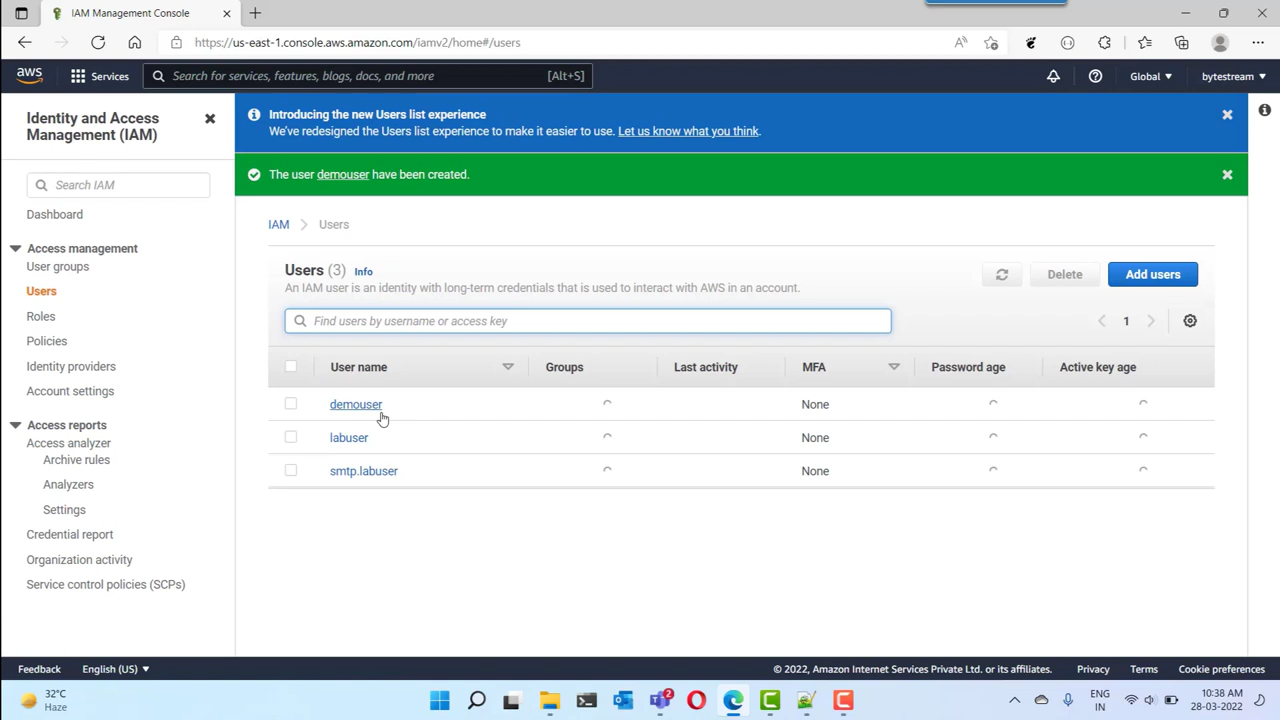 IAM Management Console
https://us-east-1.console.aws.amazon.com/iamv2/home#/users
aws
Services
Search for services, features, blogs, docs, and more
[Alt+S]
Global
bytestream
Identity and Access
Management (IAM)
Search IAM
Dashboard
Access management
User groups
Users
Roles
Policies
Identity providers
Account settings
Access reports
Access analyzer
Archive rules
Analyzers
Settings
Credential report
Organization activity
Service control policies (SCPs)
Introducing the new Users list experience
We've redesigned the Users list experience to make it easier to use. Let us know what you think.
The user demouser have been created.
IAM
Users
Users (3) Info
An IAM user is an identity with long-term credentials that is used to interact with AWS in an account.
Delete
Add users
Find users by username or access key
1
User name Groups Last activity MFA Password age Active key age
demouser None
labuser None
smtp.labuser None
Feedback
English (US)
© 2022, Amazon Internet Services Private Ltd. or its affiliates.
Privacy
Terms
Cookie preferences
32°C
Haze
2
ENG
IN
10:38 AM
28-03-2022